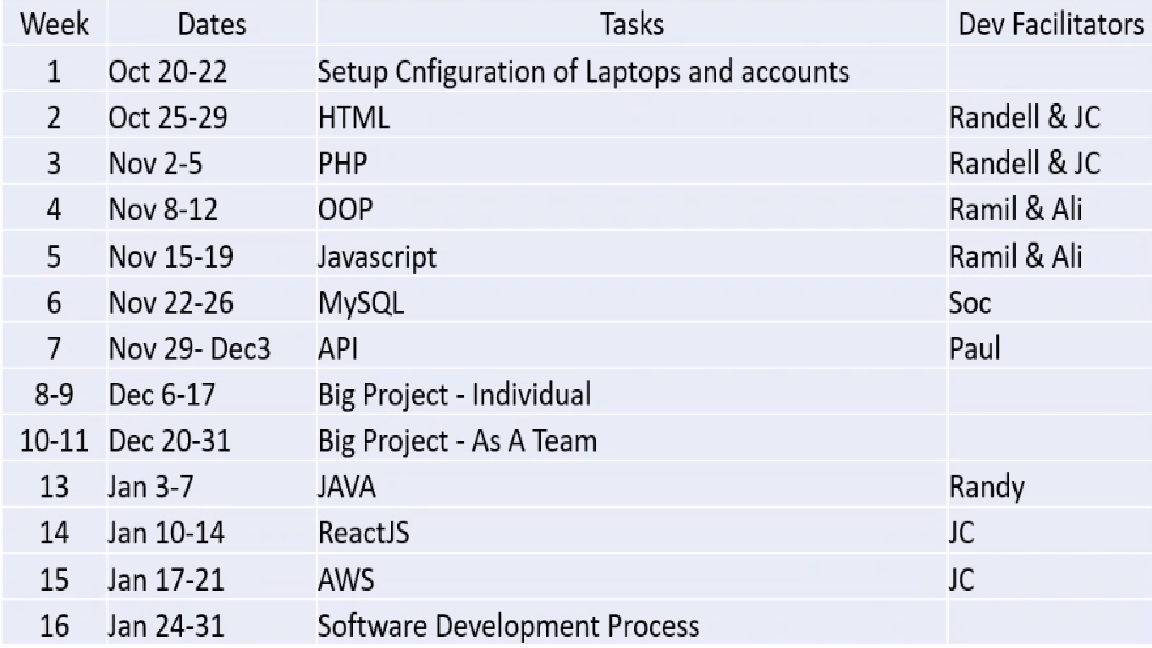 Week Dates Tasks Dev Facilitators
1 Oct 20-22 Setup Cnfiguration of Laptops and accounts
2 Oct 25-29 HTML Randell & JC
3 Nov 2-5 PHP Randell & JC
4 Nov 8-12 OOP Ramil & Ali
5 Nov 15-19 Javascript Ramil & Ali
6 Nov 22-26 MySQL Soc
7 Nov 29- Dec3 API Paul
8-9 Dec 6-17 Big Project - Individual
10-11 Dec 20-31 Big Project - As A Team
13 Jan 3-7 JAVA Randy
14 Jan 10-14 ReactJS JC
15 Jan 17-21 AWS JC
16 Jan 24-31 Software Development Process